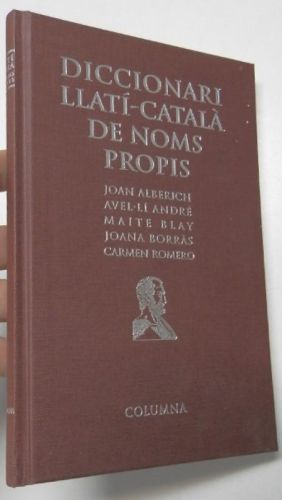 DICCIONARI
LLATÍ-CATALÀ
DE NOMS
PROPIS
JOAN ALBERICH
AVEL·LÍ ANDRÉ
MAITE BLAY
JOANA BORRÀS
CARMEN ROMERO
COLUMNA